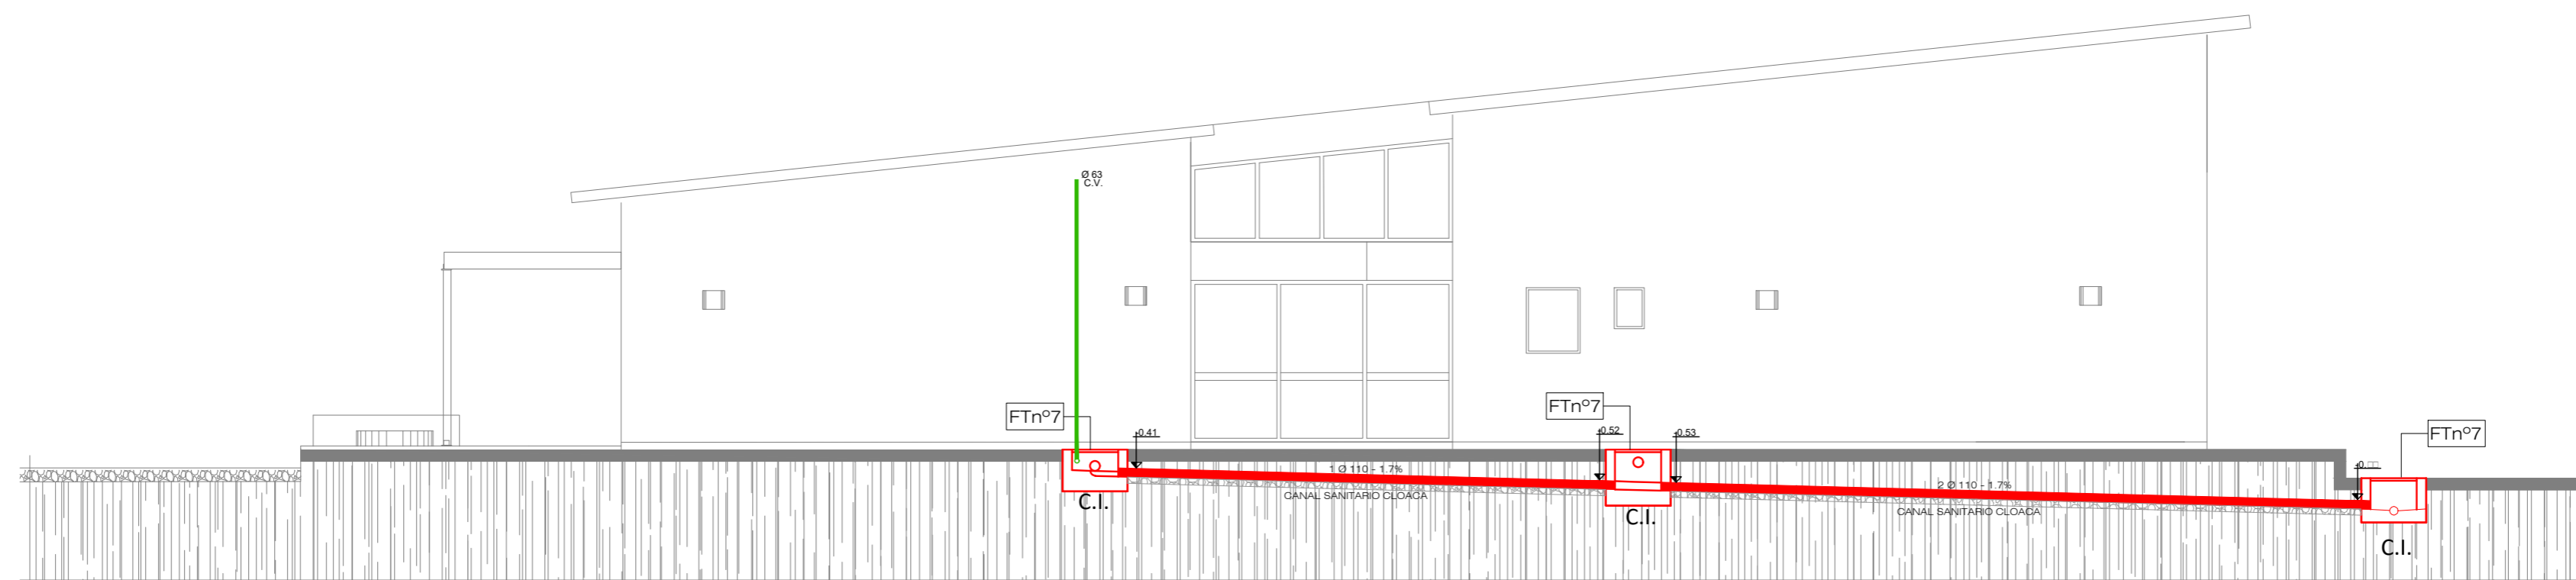 Ø 63
C.V.
FTnº7
FTnº7
FTnº7
-0.41
-0.52
-0.53
1 Ø 110 - 1.7%
CANAL SANITARIO CLOACA
2 Ø 110 - 1.7%
CANAL SANITARIO CLOACA
C.I.
C.I.
C.I.